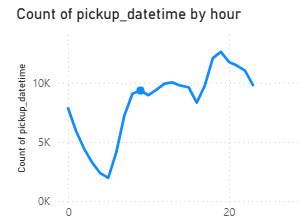 Count of pickup_datetime by hour
Count of pickup_datetime
10K
5K
0K
0
20